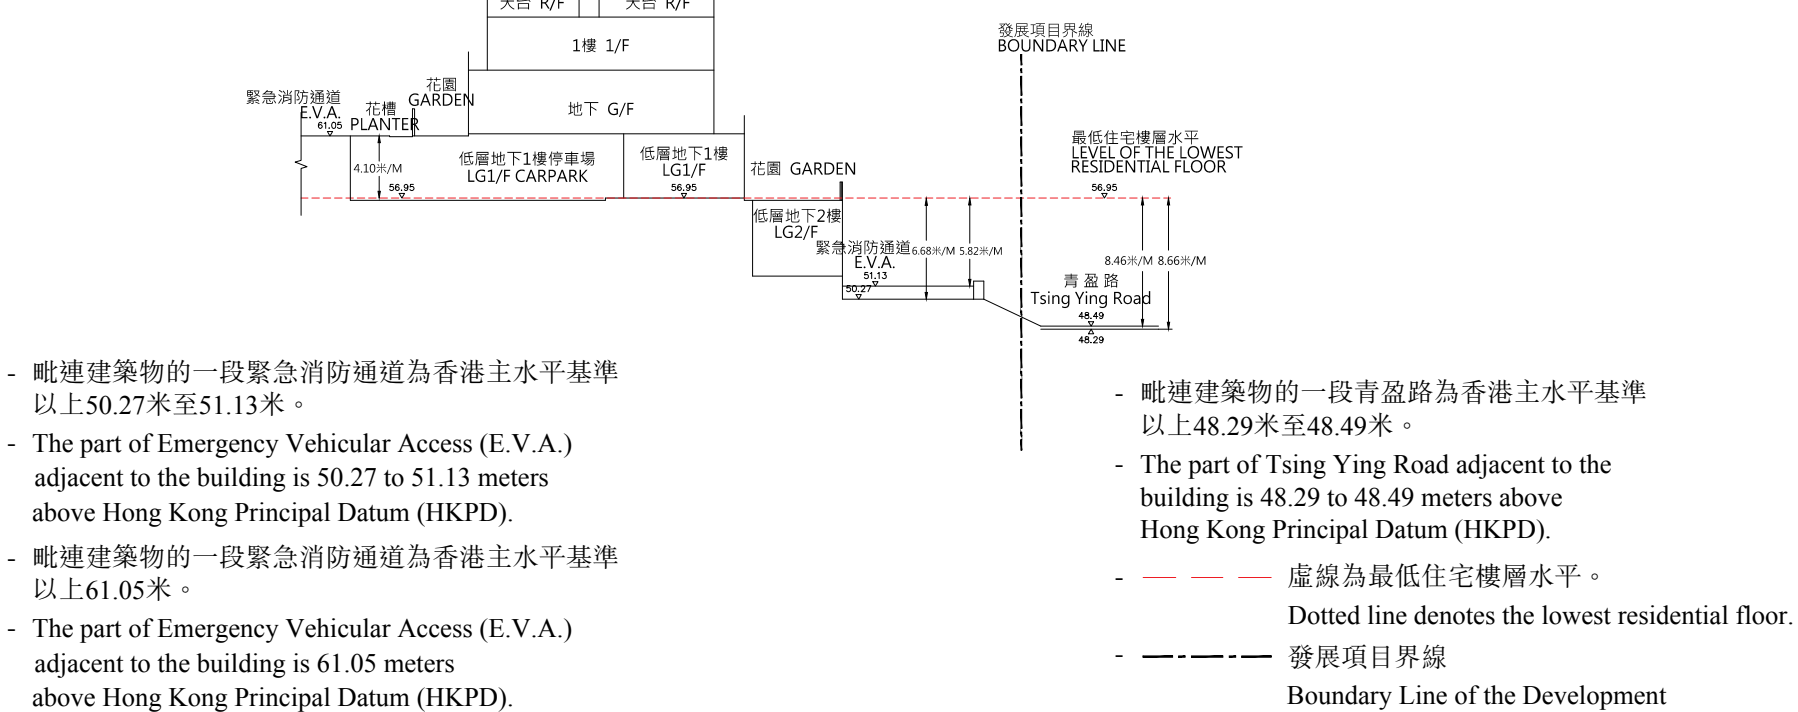 天台 R/F
天台 R/F
1樓 1/F
地下 G/F
花園
GARDEN
緊急消防通道
E.V.A.
61.05
花槽
PLANTER
4.10米/M
低層地下1樓停車場
LG1/F CARPARK
56.95
低層地下1樓
LG1/F
56.95
花園 GARDEN
低層地下2樓
LG2/F
緊急消防通道
E.V.A.
51.13
50.27
6.68米/M
5.82米/M
發展項目界線
BOUNDARY LINE
最低住宅樓層水平
LEVEL OF THE LOWEST
RESIDENTIAL FLOOR
56.95
8.46米/M
8.66米/M
青盈路
Tsing Ying Road
48.49
48.29
- 毗連建築物的一段緊急消防通道為香港主水平基準
以上50.27米至51.13米。
- The part of Emergency Vehicular Access (E.V.A.)
adjacent to the building is 50.27 to 51.13 meters
above Hong Kong Principal Datum (HKPD).
- 毗連建築物的一段緊急消防通道為香港主水平基準
以上61.05米。
- The part of Emergency Vehicular Access (E.V.A.)
adjacent to the building is 61.05 meters
above Hong Kong Principal Datum (HKPD).
- 毗連建築物的一段青盈路為香港主水平基準
以上48.29米至48.49米。
- The part of Tsing Ying Road adjacent to the
building is 48.29 to 48.49 meters above
Hong Kong Principal Datum (HKPD).
- 虛線為最低住宅樓層水平。
Dotted line denotes the lowest residential floor.
- 發展項目界線
Boundary Line of the Development